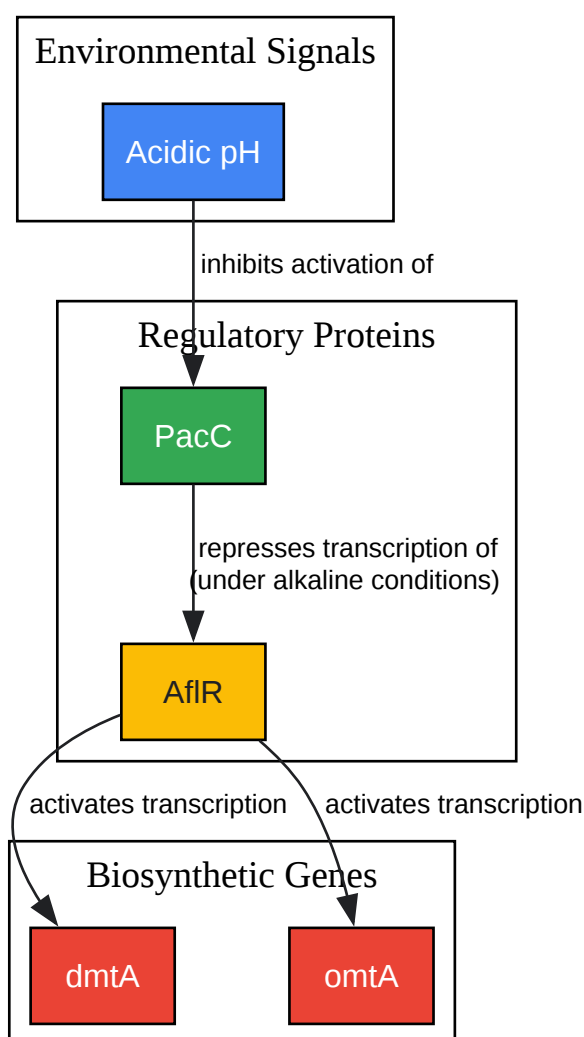 Environmental Signals
Acidic pH
inhibits activation of
Regulatory Proteins
PacC
represses transcription of
(under alkaline conditions)
AflR
activates transcription
activates transcription
Biosynthetic Genes
dmtA
omtA